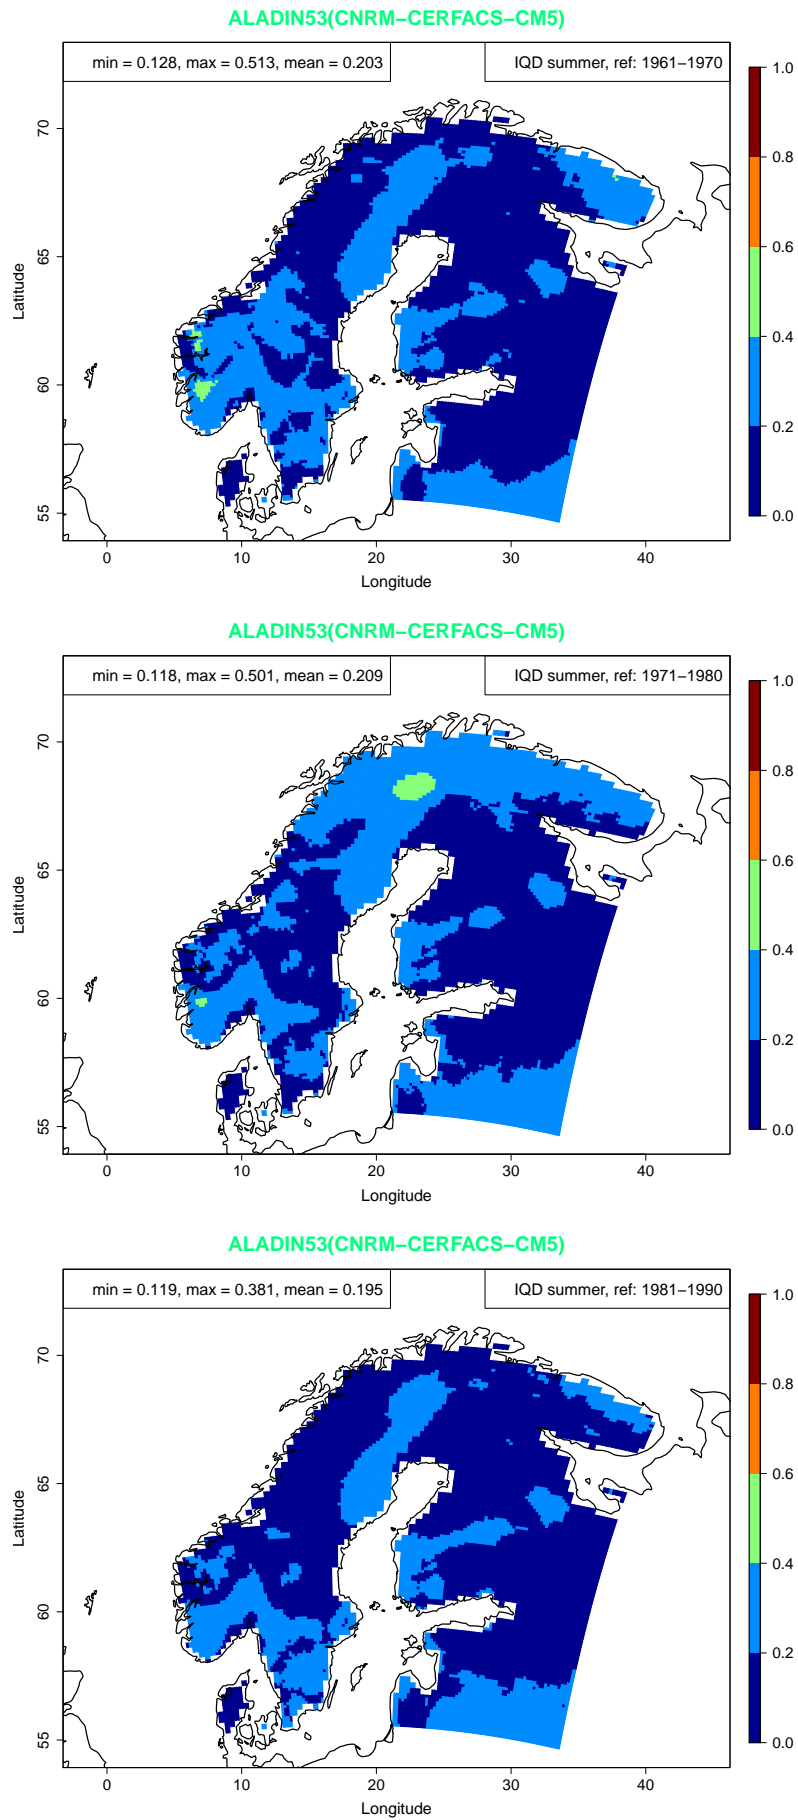 ALADIN53(CNRM−CERFACS−CM5)
min = 0.128, max = 0.513, mean = 0.203
IQD summer, ref: 1961−1970
1.0
0.8
0.6
0.4
0.2
0.0
70
65
60
55
Latitude
0 10 20 30 40
Longitude
ALADIN53(CNRM−CERFACS−CM5)
min = 0.118, max = 0.501, mean = 0.209
IQD summer, ref: 1971−1980
1.0
0.8
0.6
0.4
0.2
0.0
70
65
60
55
Latitude
0 10 20 30 40
Longitude
ALADIN53(CNRM−CERFACS−CM5)
min = 0.119, max = 0.381, mean = 0.195
IQD summer, ref: 1981−1990
1.0
0.8
0.6
0.4
0.2
0.0
70
65
60
55
Latitude
0 10 20 30 40
Longitude